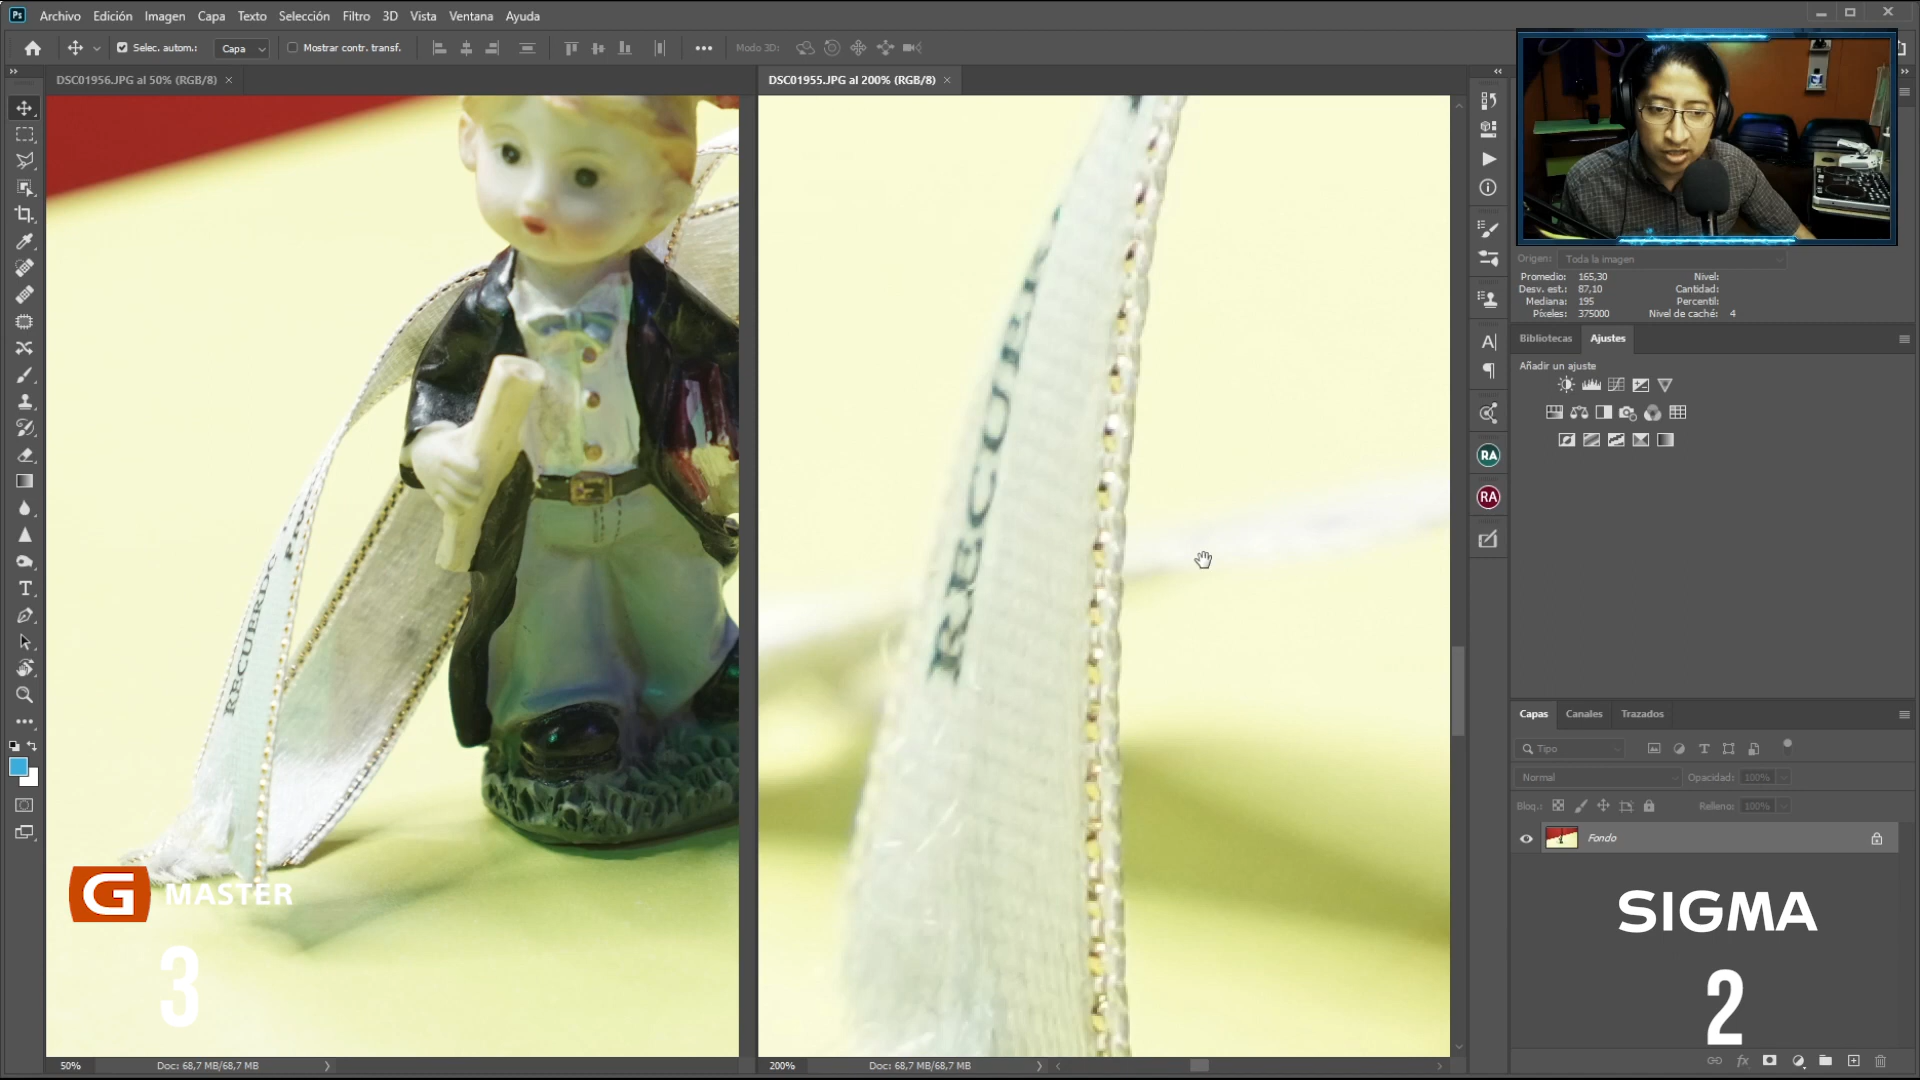 Archivo Edición Imagen Capa Texto Selección Filtro 3D Vista Ventana Ayuda
Selec. autom.: Capa Mostrar contr. transf. Modo 3D:
DSC01956.JPG al 50% (RGB/8)
DSC01955.JPG al 200% (RGB/8)
RECUERDO
RECUER
Origen: Toda la imagen
Promedio: 165,30 Nivel:
Desv. est.: 87,10 Cantidad:
Mediana: 195 Percentil:
Píxeles: 375000 Nivel de caché: 4
Bibliotecas Ajustes
Añadir un ajuste
RA
RA
Capas Canales Trazados
Tipo
Normal Opacidad: 100%
Bloq.: Relleno: 100%
Fondo
G MASTER
3
SIGMA
2
50% Doc: 68,7 MB/68,7 MB
200% Doc: 68,7 MB/68,7 MB